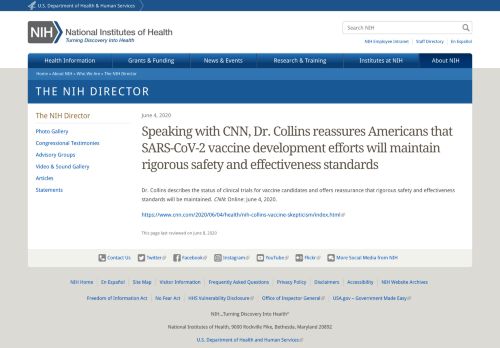 U.S. Department of Health & Human Services
NIH National Institutes of Health
Turning Discovery Into Health
Search NIH
NIH Employee Intranet | Staff Directory | En Español
Health Information Grants & Funding News & Events Research & Training Institutes at NIH About NIH
Home » About NIH » Who We Are » The NIH Director
THE NIH DIRECTOR
The NIH Director
Photo Gallery
Congressional Testimonies
Advisory Groups
Video & Sound Gallery
Articles
Statements
June 4, 2020
Speaking with CNN, Dr. Collins reassures Americans that
SARS-CoV-2 vaccine development efforts will maintain
rigorous safety and effectiveness standards
Dr. Collins describes the status of clinical trials for vaccine candidates and offers reassurance that rigorous safety and effectiveness
standards will be maintained. CNN: Online: June 4, 2020.
https://www.cnn.com/2020/06/04/health/nih-collins-vaccine-skepticism/index.html
This page last reviewed on June 8, 2020
Contact Us Twitter Facebook Instagram YouTube Flickr More Social Media from NIH
NIH Home En Español Site Map Visitor Information Frequently Asked Questions Privacy Policy Disclaimers Accessibility NIH Website Archives
Freedom of Information Act No Fear Act HHS Vulnerability Disclosure Office of Inspector General USA.gov – Government Made Easy
NIH…Turning Discovery Into Health®
National Institutes of Health, 9000 Rockville Pike, Bethesda, Maryland 20892
U.S. Department of Health and Human Services